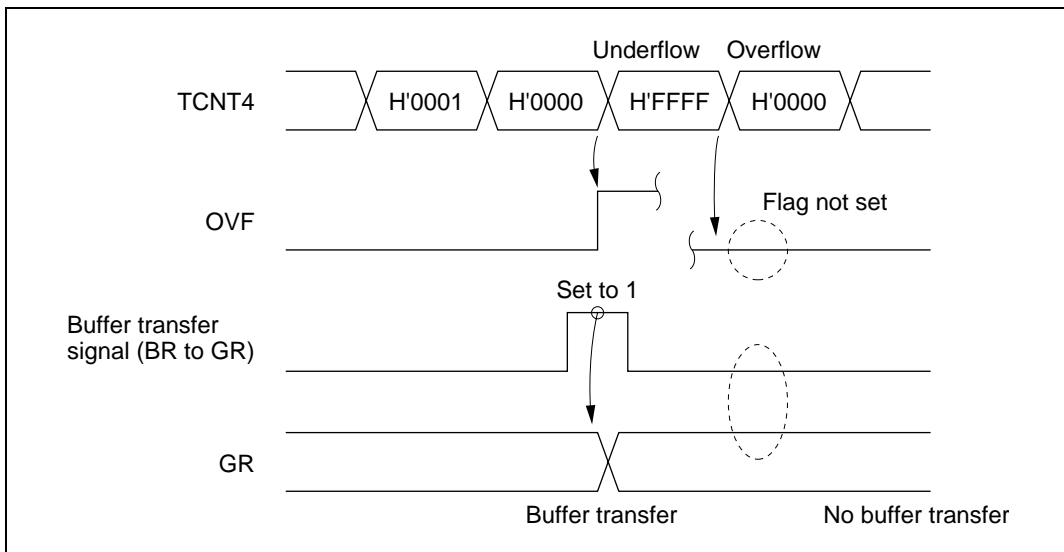 Underflow Overflow
TCNT4 H'0001 H'0000 H'FFFF H'0000
OVF
Flag not set
Set to 1
Buffer transfer
signal (BR to GR)
GR
Buffer transfer No buffer transfer